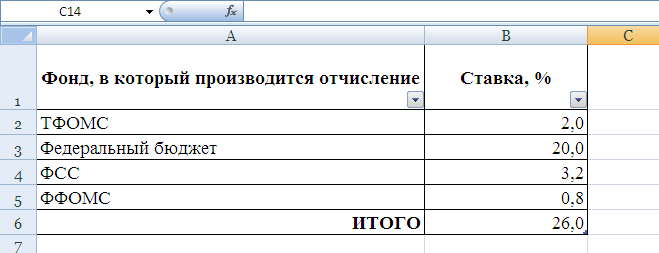 C14 fx
A B C
1 Фонд, в который производится отчисление Ставка, %
2 ТФОМС 2,0
3 Федеральный бюджет 20,0
4 ФСС 3,2
5 ФФОМС 0,8
6 ИТОГО 26,0
7